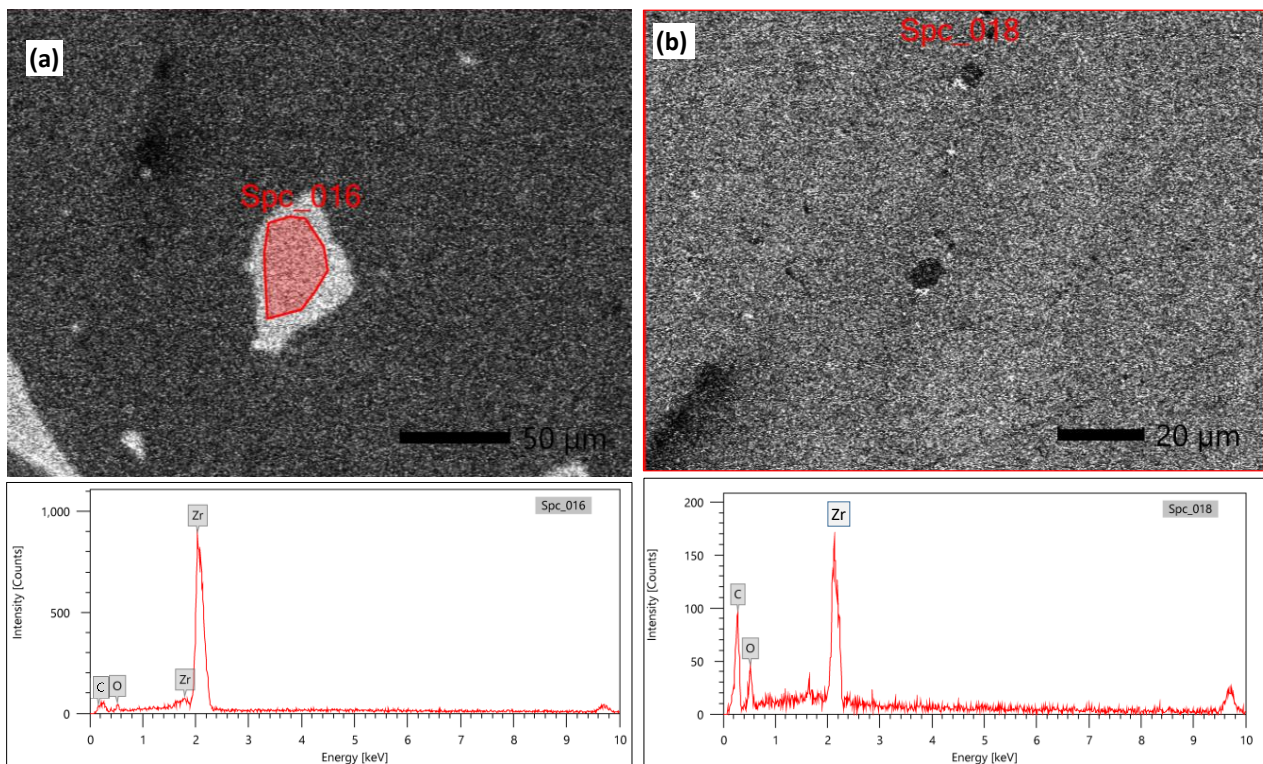 (a)
Spc_016
50 µm
(b)
Spc_018
20 µm
Spc_016
Intensity [Counts]
1,000
500
0
C
O
Zr
Zr
0 1 2 3 4 5 6 7 8 9 10
Energy [keV]
Spc_018
Intensity [Counts]
200
150
100
50
0
C
O
Zr
0 1 2 3 4 5 6 7 8 9 10
Energy [keV]